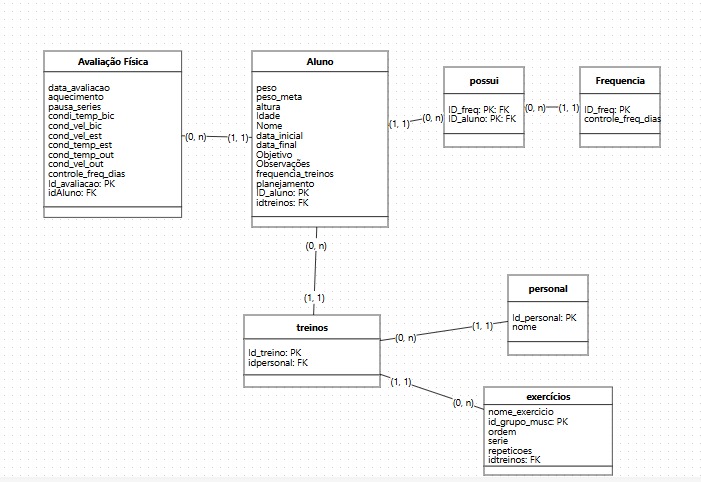 Avaliação Física
data_avaliacao
aquecimento
pausa_series
condi_temp_bic
cond_vel_bic
cond_vel_est
cond_temp_est
cond_temp_out
cond_vel_out
controle_freq_dias
Id_avaliacao: PK
idAluno: FK
(0, n)
(1, 1)
Aluno
peso
peso_meta
altura
Idade
Nome
data_inicial
data_final
Objetivo
Observações
frequencia_treinos
planejamento
ID_aluno: PK
idtreinos: FK
(1, 1)
(0, n)
possui
ID_freq: PK: FK
ID_aluno: PK: FK
(0, n)
(1, 1)
Frequencia
ID_freq: PK
controle_freq_dias
(0, n)
(1, 1)
treinos
Id_treino: PK
idpersonal: FK
(0, n)
(1, 1)
personal
Id_personal: PK
nome
(1, 1)
(0, n)
exercícios
nome_exercicio
id_grupo_musc: PK
ordem
serie
repeticoes
idtreinos: FK